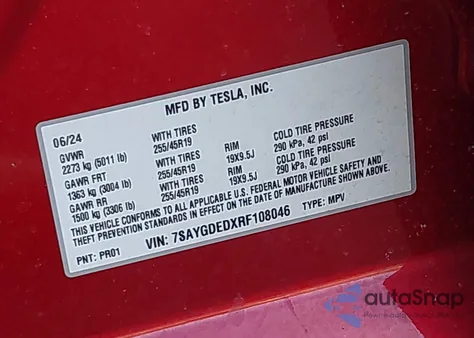 MFD BY TESLA, INC.
06/24
GVWR WITH TIRES RIM COLD TIRE PRESSURE
2273 kg (5011 lb) 255/45R19 19X9.5J 290 kPa, 42 psi
GAWR FRT WITH TIRES RIM COLD TIRE PRESSURE
1363 kg (3004 lb) 255/45R19 19X9.5J 290 kPa, 42 psi
GAWR RR WITH TIRES
1500 kg (3306 lb) 255/45R19
THIS VEHICLE CONFORMS TO ALL APPLICABLE U.S. FEDERAL MOTOR VEHICLE SAFETY AND
THEFT PREVENTION STANDARDS IN EFFECT ON THE DATE OF MANUFACTURE SHOWN ABOVE.
PNT: PR01 VIN: 7SAYGDEDXRF108046 TYPE: MPV
autoSnap